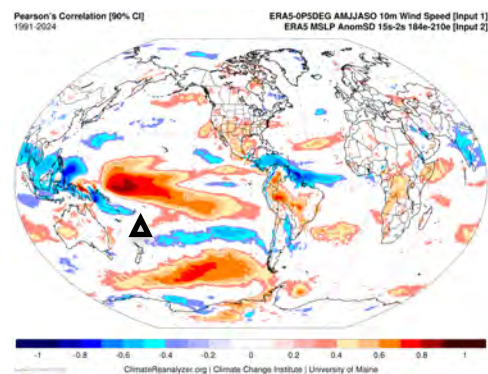 Pearson's Correlation [90% CI]
1991-2024
ERA5-0P5DEG AMJJASO 10m Wind Speed [Input 1]
ERA5 MSLP AnomSD 15s-2s 184e-210e [Input 2]
-1 -0.8 -0.6 -0.4 -0.2 0 0.2 0.4 0.6 0.8 1
ClimateReanalyzer.org | Climate Change Institute | University of Maine